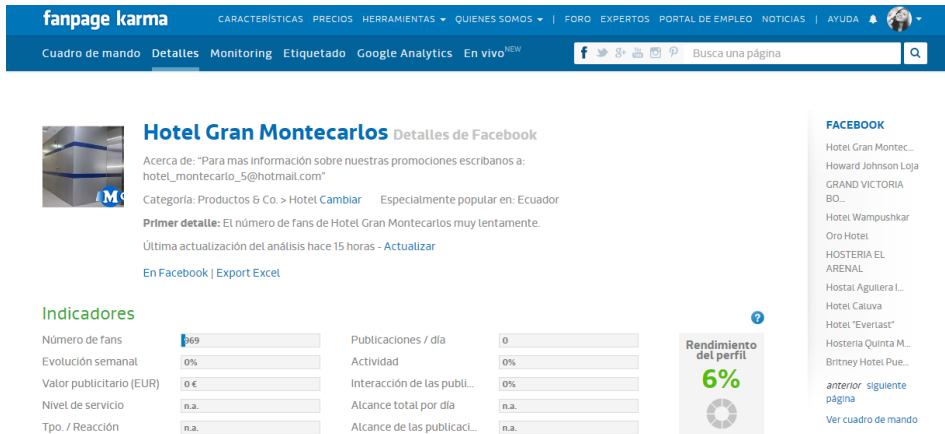 fanpage karma
CARACTERÍSTICAS PRECIOS HERRAMIENTAS QUIENES SOMOS | FORO EXPERTOS PORTAL DE EMPLEO NOTICIAS | AYUDA
Cuadro de mando Detalles Monitoring Etiquetado Google Analytics En vivo NEW
Busca una página
Hotel Gran Montecarlos Detalles de Facebook
Acerca de: "Para mas información sobre nuestras promociones escribanos a:
hotel_montecarlo_5@hotmail.com"
Categoría: Productos & Co. > Hotel Cambiar Especialmente popular en: Ecuador
Primer detalle: El número de fans de Hotel Gran Montecarlos muy lentamente.
Última actualización del análisis hace 15 horas - Actualizar
En Facebook | Export Excel
M
Indicadores
Número de fans 969
Evolución semanal 0%
Valor publicitario (EUR) 0 €
Nivel de servicio n.a.
Tpo. / Reacción n.a.
Publicaciones / día 0
Actividad 0%
Interacción de las publi... 0%
Alcance total por día n.a.
Alcance de las publicaci... n.a.
Rendimiento
del perfil
6%
FACEBOOK
Hotel Gran Montec...
Howard Johnson Loja
GRAND VICTORIA
BO...
Hotel Wampushkar
Oro Hotel
HOSTERIA EL
ARENAL
Hostal Aguilera I...
Hotel Caluva
Hotel "Everlast"
Hosteria Quinta M...
Britney Hotel Pue...
anterior siguiente
página
Ver cuadro de mando